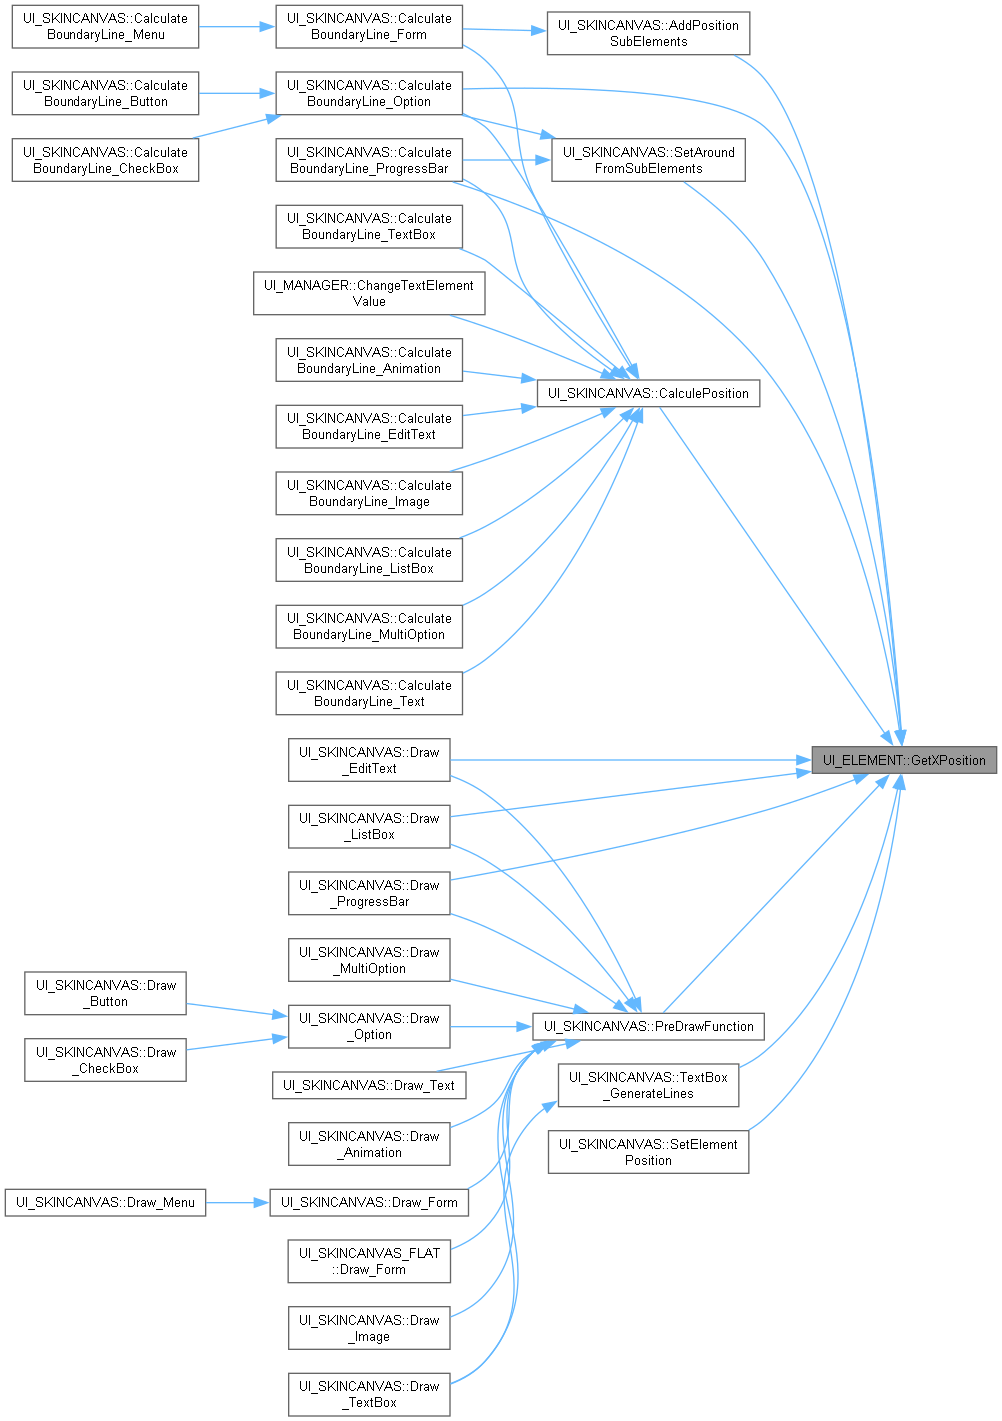 UI_SKINCANVAS::Calculate
BoundaryLine_Menu
UI_SKINCANVAS::Calculate
BoundaryLine_Form
UI_SKINCANVAS::AddPosition
SubElements
UI_SKINCANVAS::Calculate
BoundaryLine_Button
UI_SKINCANVAS::Calculate
BoundaryLine_Option
UI_SKINCANVAS::Calculate
BoundaryLine_CheckBox
UI_SKINCANVAS::Calculate
BoundaryLine_ProgressBar
UI_SKINCANVAS::SetAround
FromSubElements
UI_SKINCANVAS::Calculate
BoundaryLine_TextBox
UI_MANAGER::ChangeTextElement
Value
UI_SKINCANVAS::Calculate
BoundaryLine_Animation
UI_SKINCANVAS::CalculePosition
UI_SKINCANVAS::Calculate
BoundaryLine_EditText
UI_SKINCANVAS::Calculate
BoundaryLine_Image
UI_SKINCANVAS::Calculate
BoundaryLine_ListBox
UI_SKINCANVAS::Calculate
BoundaryLine_MultiOption
UI_SKINCANVAS::Calculate
BoundaryLine_Text
UI_SKINCANVAS::Draw
_EditText
UI_ELEMENT::GetXPosition
UI_SKINCANVAS::Draw
_ListBox
UI_SKINCANVAS::Draw
_ProgressBar
UI_SKINCANVAS::Draw
_MultiOption
UI_SKINCANVAS::Draw
_Button
UI_SKINCANVAS::Draw
_Option
UI_SKINCANVAS::PreDrawFunction
UI_SKINCANVAS::Draw
_CheckBox
UI_SKINCANVAS::Draw_Text
UI_SKINCANVAS::TextBox
_GenerateLines
UI_SKINCANVAS::Draw
_Animation
UI_SKINCANVAS::SetElement
Position
UI_SKINCANVAS::Draw_Menu
UI_SKINCANVAS::Draw_Form
UI_SKINCANVAS_FLAT
::Draw_Form
UI_SKINCANVAS::Draw
_Image
UI_SKINCANVAS::Draw
_TextBox